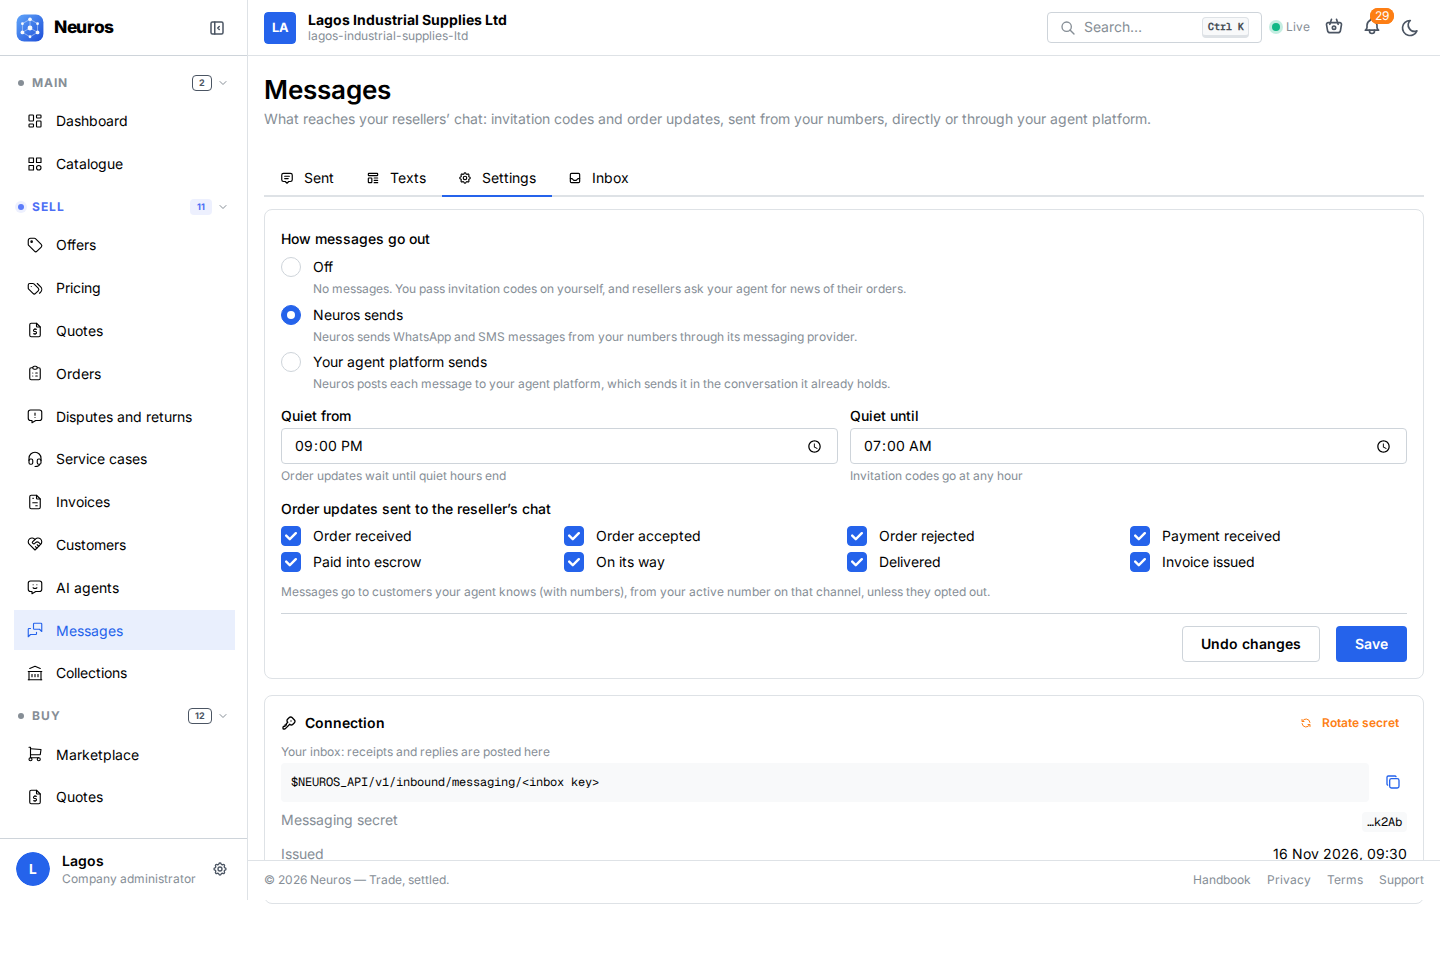 Neuros
LA
Lagos Industrial Supplies Ltd
lagos-industrial-supplies-ltd
Search...
Ctrl K
Live
29
MAIN
2
Dashboard
Catalogue
SELL
11
Offers
Pricing
Quotes
Orders
Disputes and returns
Service cases
Invoices
Customers
AI agents
Messages
Collections
BUY
12
Marketplace
Quotes
L
Lagos
Company administrator
Messages
What reaches your resellers’ chat: invitation codes and order updates, sent from your numbers, directly or through your agent platform.
Sent
Texts
Settings
Inbox
How messages go out
Off
No messages. You pass invitation codes on yourself, and resellers ask your agent for news of their orders.
Neuros sends
Neuros sends WhatsApp and SMS messages from your numbers through its messaging provider.
Your agent platform sends
Neuros posts each message to your agent platform, which sends it in the conversation it already holds.
Quiet from
Quiet until
09:00 PM
07:00 AM
Order updates wait until quiet hours end
Invitation codes go at any hour
Order updates sent to the reseller’s chat
Order received
Order accepted
Order rejected
Payment received
Paid into escrow
On its way
Delivered
Invoice issued
Messages go to customers your agent knows (with numbers), from your active number on that channel, unless they opted out.
Undo changes
Save
Connection
Rotate secret
Your inbox: receipts and replies are posted here
$NEUROS_API/v1/inbound/messaging/<inbox key>
Messaging secret
…k2Ab
Issued
16 Nov 2026, 09:30
© 2026 Neuros — Trade, settled.
Handbook
Privacy
Terms
Support